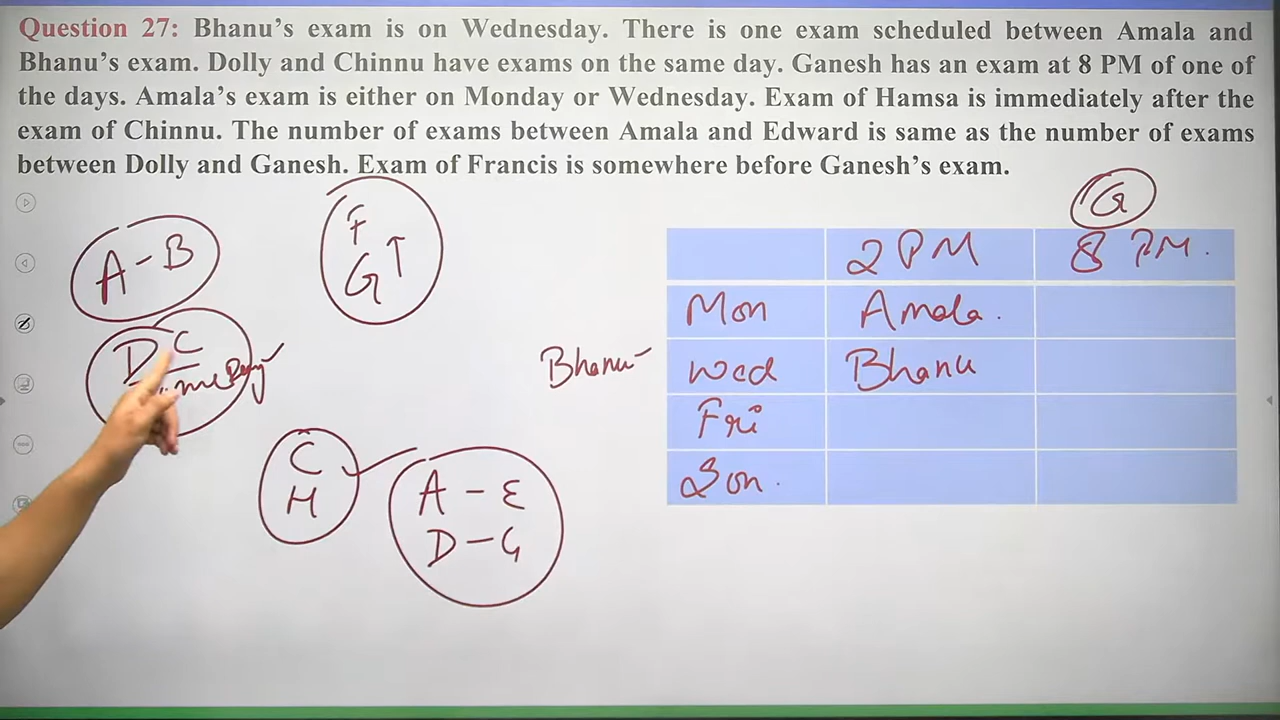 Question 27: Bhanu's exam is on Wednesday. There is one exam scheduled between Amala and
Bhanu's exam. Dolly and Chinnu have exams on the same day. Ganesh has an exam at 8 PM of one of
the days. Amala's exam is either on Monday or Wednesday. Exam of Hamsa is immediately after the
exam of Chinnu. The number of exams between Amala and Edward is same as the number of exams
between Dolly and Ganesh. Exam of Francis is somewhere before Ganesh's exam.
G
2 PM 8 PM.
Mon Amala.
Wed Bhanu
Fri
Bhanu
F
G↑
A - B
D C
C
H
A - E
D - G